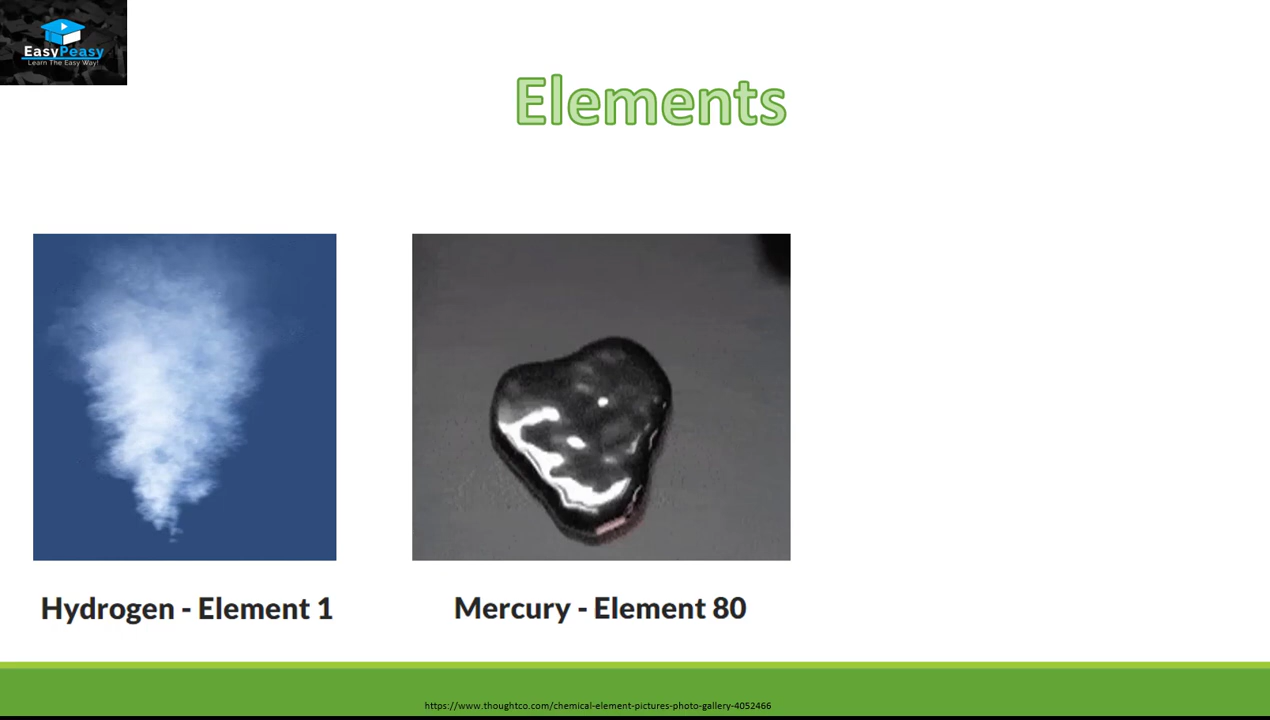 EasyPeasy
Learn The Easy Way!
Elements
Hydrogen - Element 1
Mercury - Element 80
https://www.thoughtco.com/chemical-element-pictures-photo-gallery-4052466